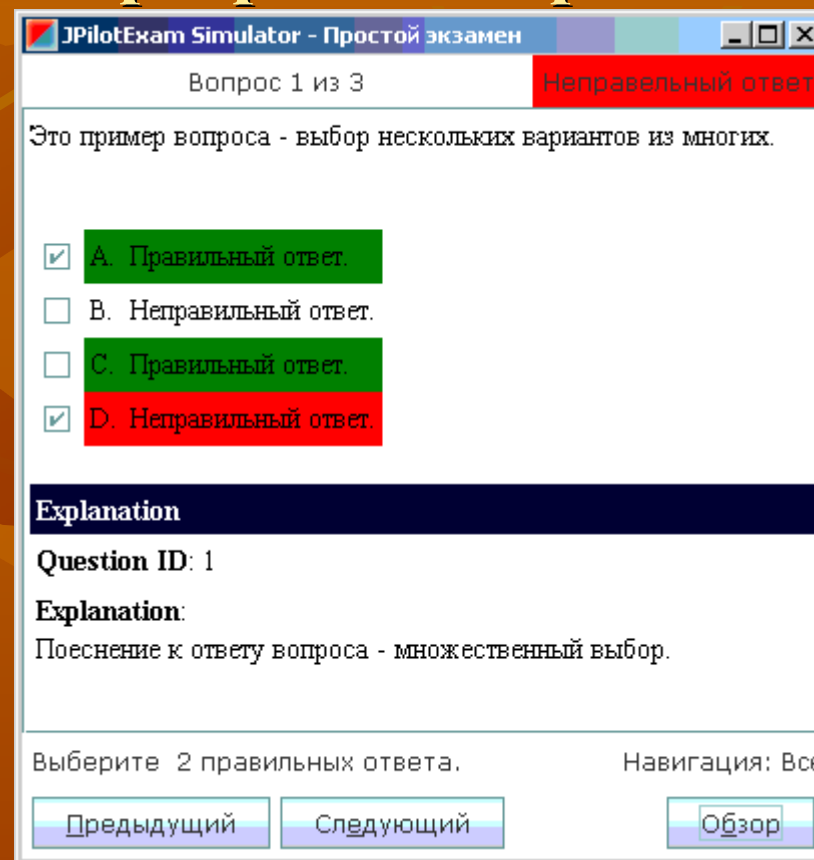 JPilotExam Simulator - Простой экзамен
Вопрос 1 из 3
Неправельный ответ
Это пример вопроса - выбор нескольких вариантов из многих.
A. Правильный ответ.
B. Неправильный ответ.
C. Правильный ответ.
D. Неправильный ответ.
Explanation
Question ID: 1
Explanation:
Поеснение к ответу вопроса - множественный выбор.
Выберите 2 правильных ответа.
Навигация: Все
Предыдущий
Следующий
Обзор